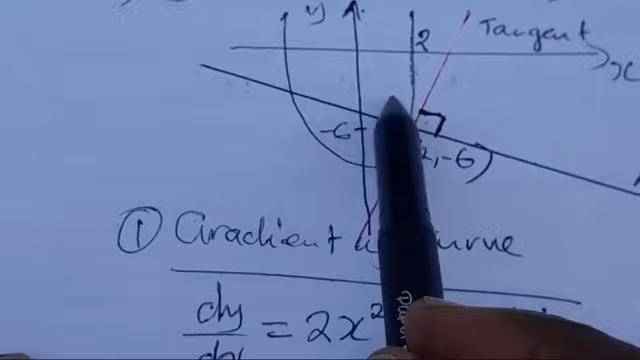 y
2
Tangent
x
-6
2,-6)
① Gradient urve
dy/dx = 2x²